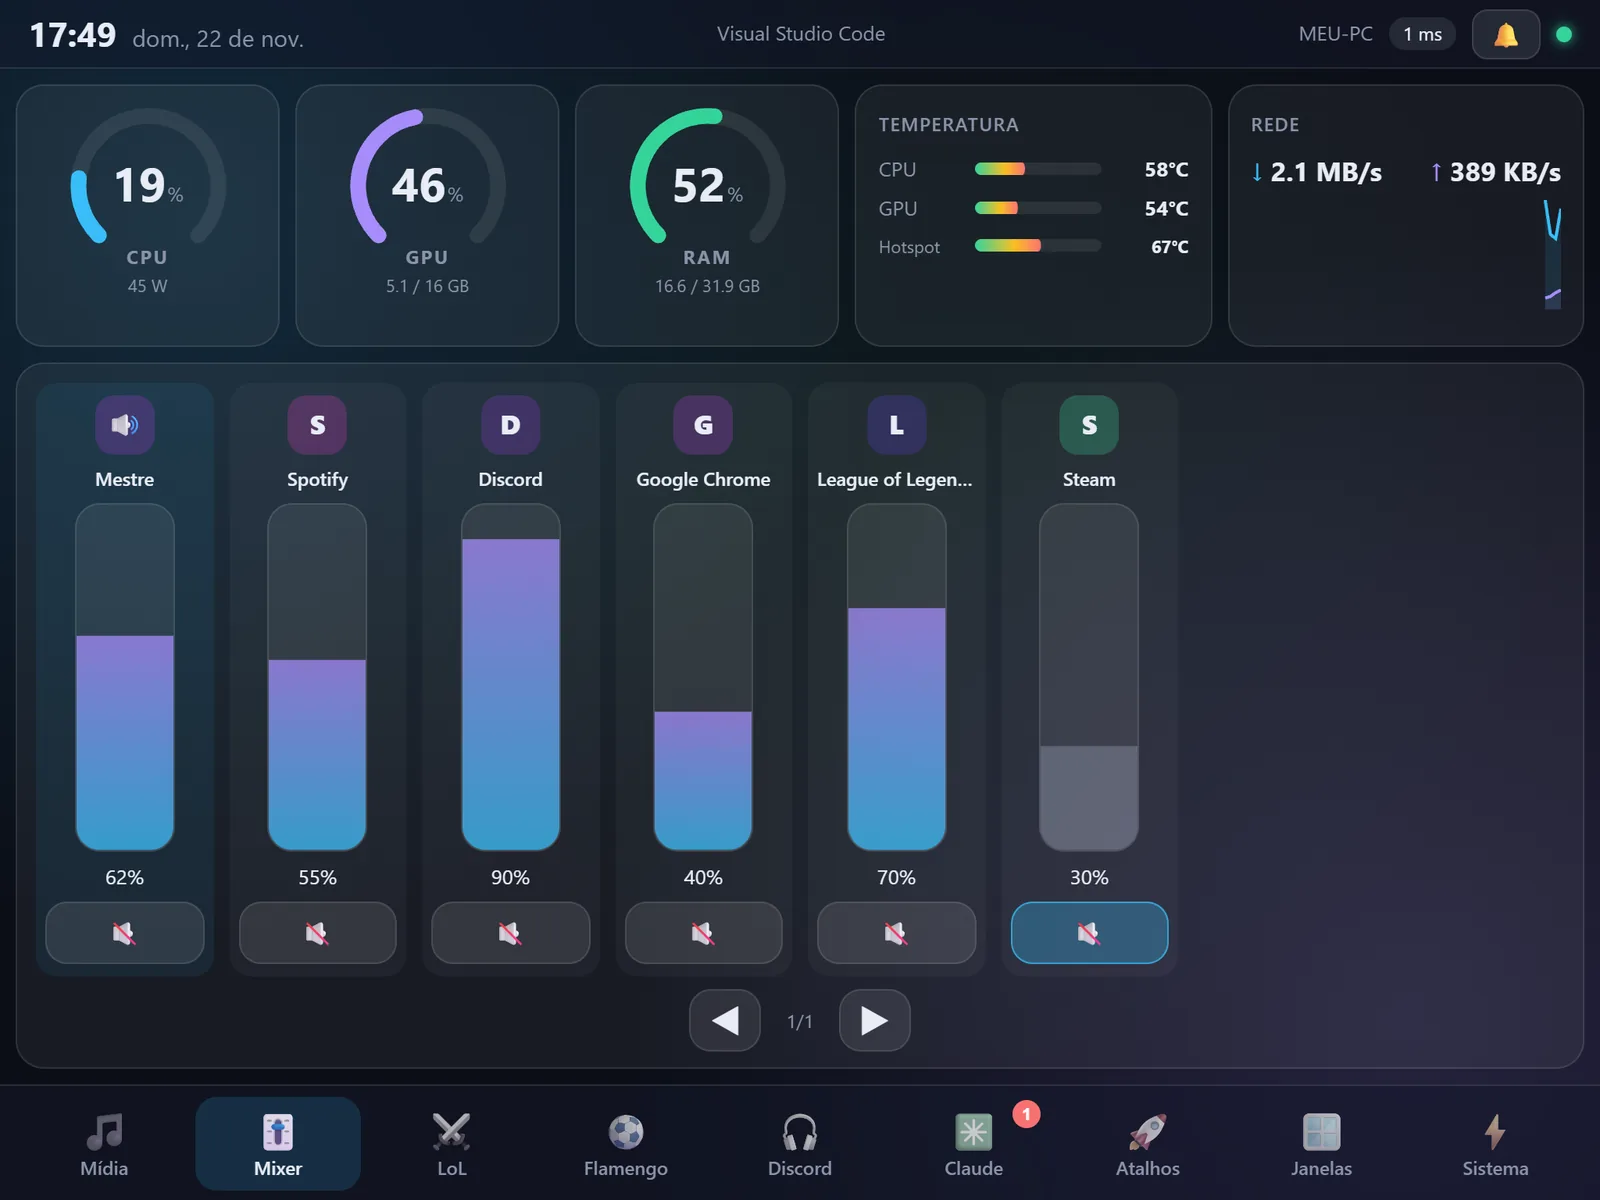 17:49 dom., 22 de nov.
Visual Studio Code
MEU-PC 1 ms
19%
CPU
45 W
46%
GPU
5.1 / 16 GB
52%
RAM
16.6 / 31.9 GB
TEMPERATURA
CPU 58°C
GPU 54°C
Hotspot 67°C
REDE
↓ 2.1 MB/s ↑ 389 KB/s
Mestre
62%
S
Spotify
55%
D
Discord
90%
G
Google Chrome
40%
L
League of Legen...
70%
S
Steam
30%
1/1
Mídia
Mixer
LoL
Flamengo
Discord
1
Claude
Atalhos
Janelas
Sistema